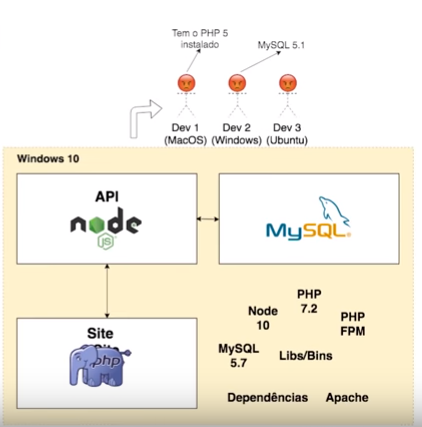 Tem o PHP 5
instalado
MySQL 5.1
Dev 1
(MacOS)
Dev 2
(Windows)
Dev 3
(Ubuntu)
Windows 10
API
node
JS
MySQL
Site
php
PHP
7.2
Node
10
PHP
FPM
MySQL
5.7
Libs/Bins
Dependências
Apache